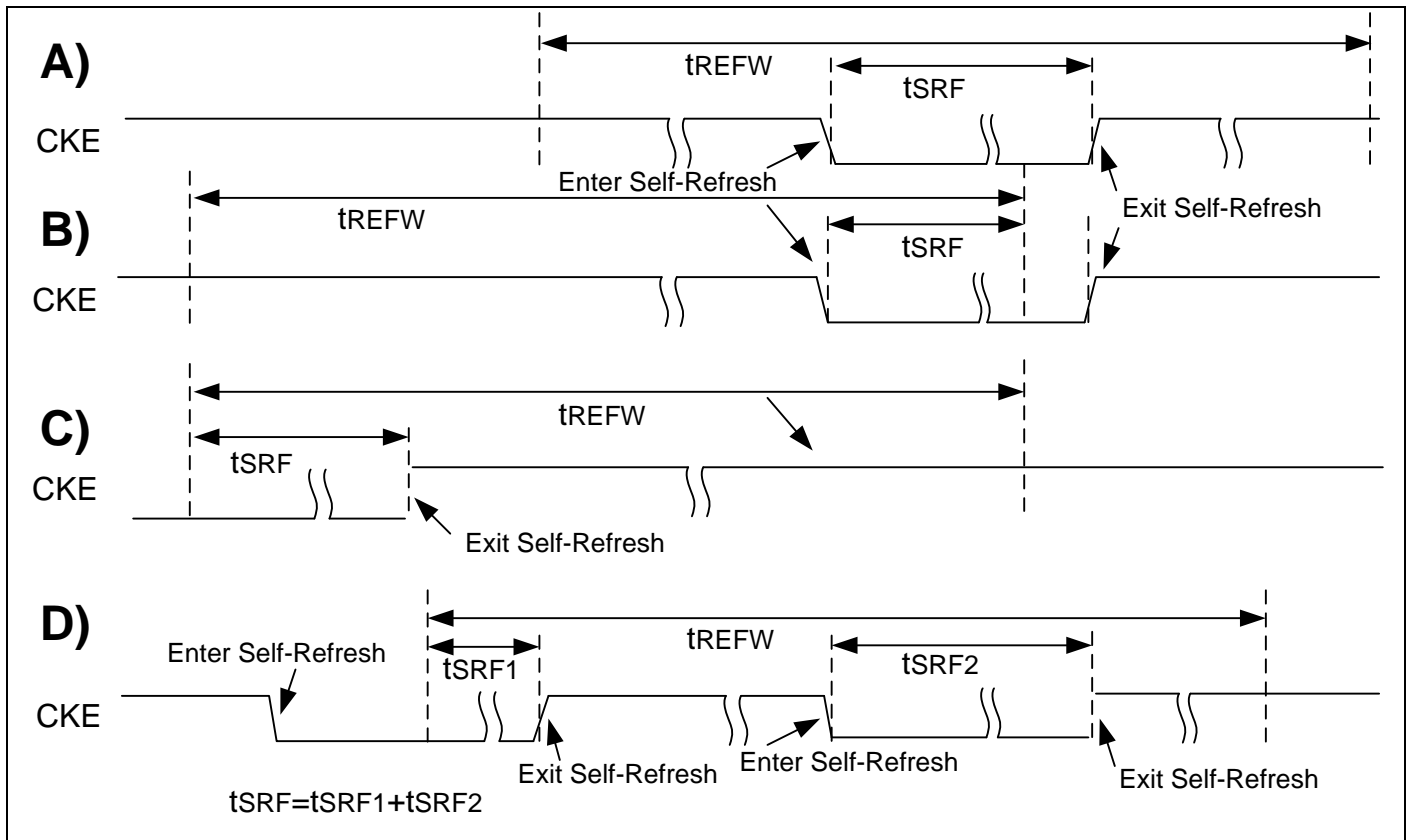 A)
tREFW
tSRF
CKE
Enter Self-Refresh
Exit Self-Refresh
B)
tREFW
tSRF
CKE
C)
tREFW
tSRF
CKE
Exit Self-Refresh
D)
tREFW
Enter Self-Refresh
tSRF1
tSRF2
CKE
Exit Self-Refresh
Enter Self-Refresh
Exit Self-Refresh
tSRF=tSRF1+tSRF2